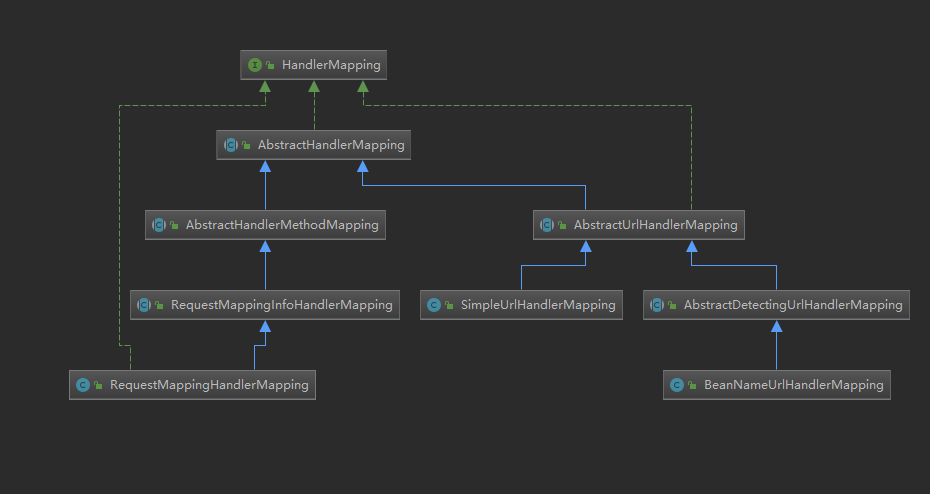 HandlerMapping
AbstractHandlerMapping
AbstractHandlerMethodMapping
AbstractUrlHandlerMapping
RequestMappingInfoHandlerMapping
SimpleUrlHandlerMapping
AbstractDetectingUrlHandlerMapping
RequestMappingHandlerMapping
BeanNameUrlHandlerMapping